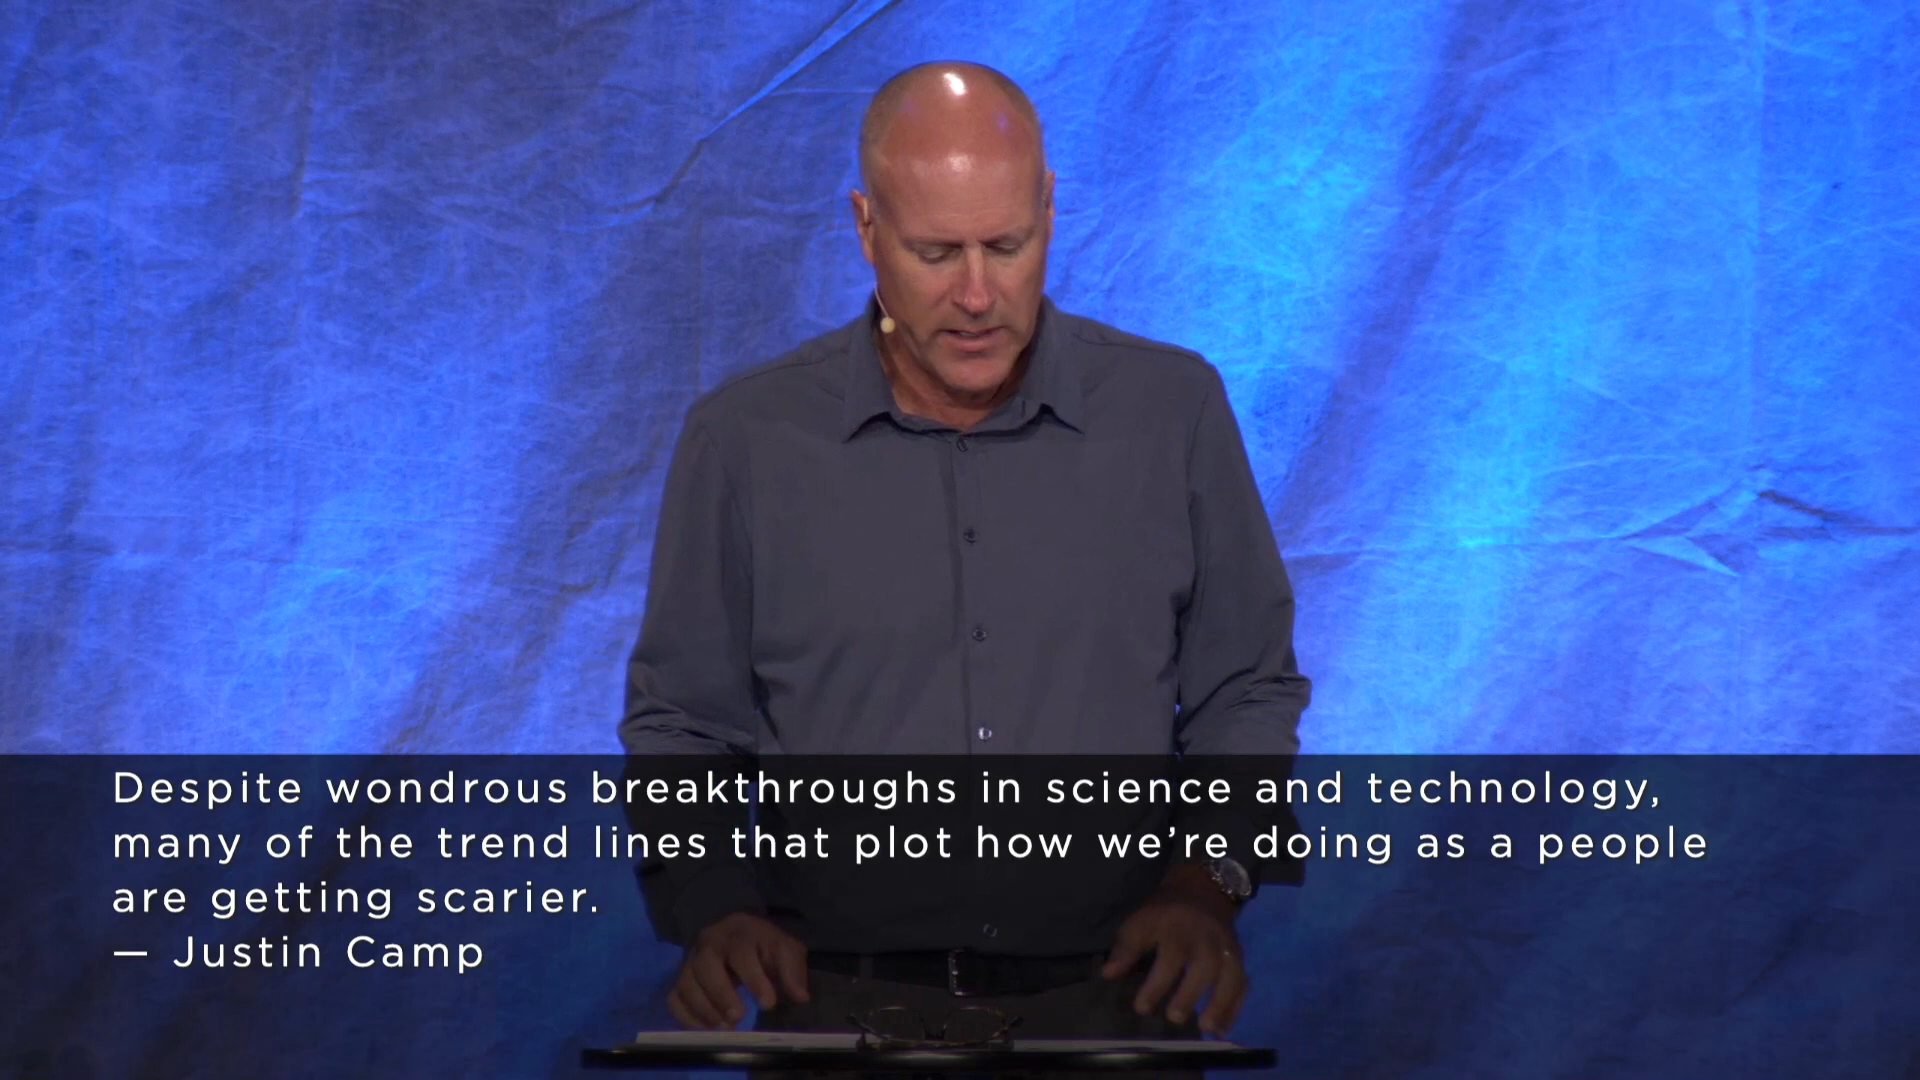 Despite wondrous breakthroughs in science and technology,
many of the trend lines that plot how we’re doing as a people
are getting scarier.
— Justin Camp